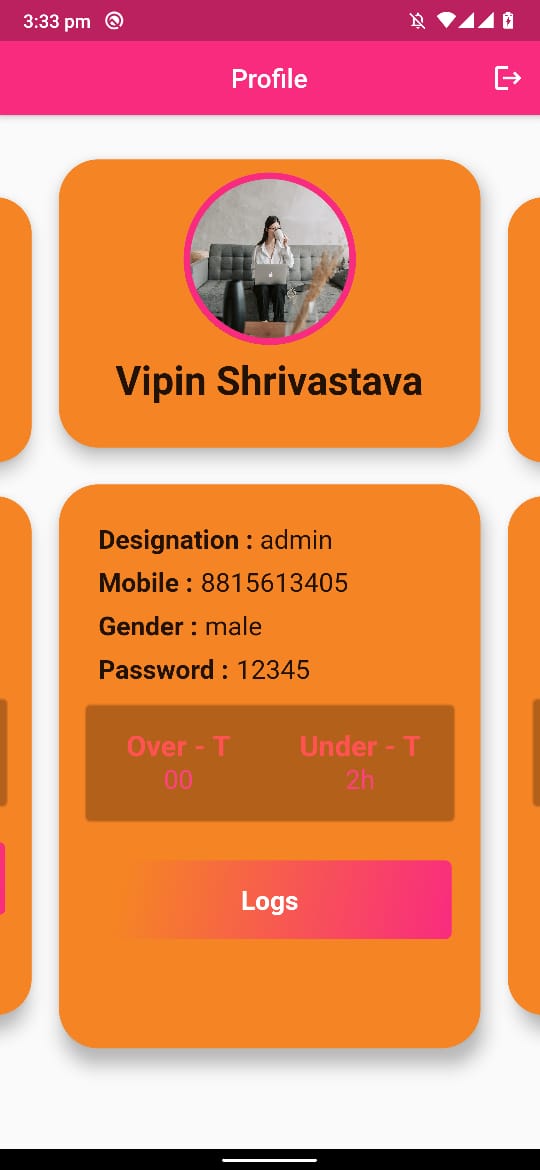 3:33 pm
Profile
Vipin Shrivastava
Designation : admin
Mobile : 8815613405
Gender : male
Password : 12345
Over - T Under - T
00 2h
Logs